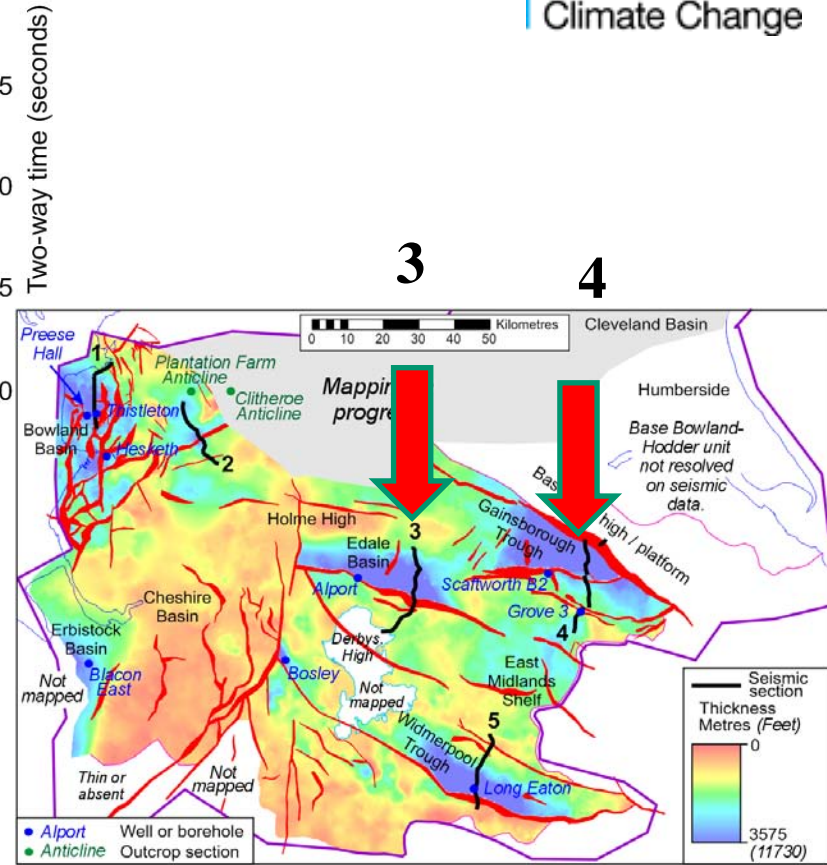 Climate Change
Two-way time (seconds)
5
0
5
0
3
4
0 10 20 30 40 50 Kilometres
Cleveland Basin
Preese
Hall
1
Plantation Farm
Anticline
Clitheroe
Anticline
Thistleton
Bowland
Basin
Hesketh
2
Humberside
Base Bowland-
Hodder unit
not resolved
on seismic
data.
high / platform
Holme High
3
Gainsborough
Trough
Edale
Basin
Alport
Scaftworth B2
Grove 3
4
Cheshire
Basin
Derbys.
High
Erbistock
Basin
Not
mapped
Blacon
East
Bosley
Not
mapped
East
Midlands
Shelf
Widmerpool
Trough
5
Long Eaton
Thin or
absent
Not
mapped
Seismic
section
Thickness
Metres (Feet)
0
3575
(11730)
Alport Well or borehole
Anticline Outcrop section